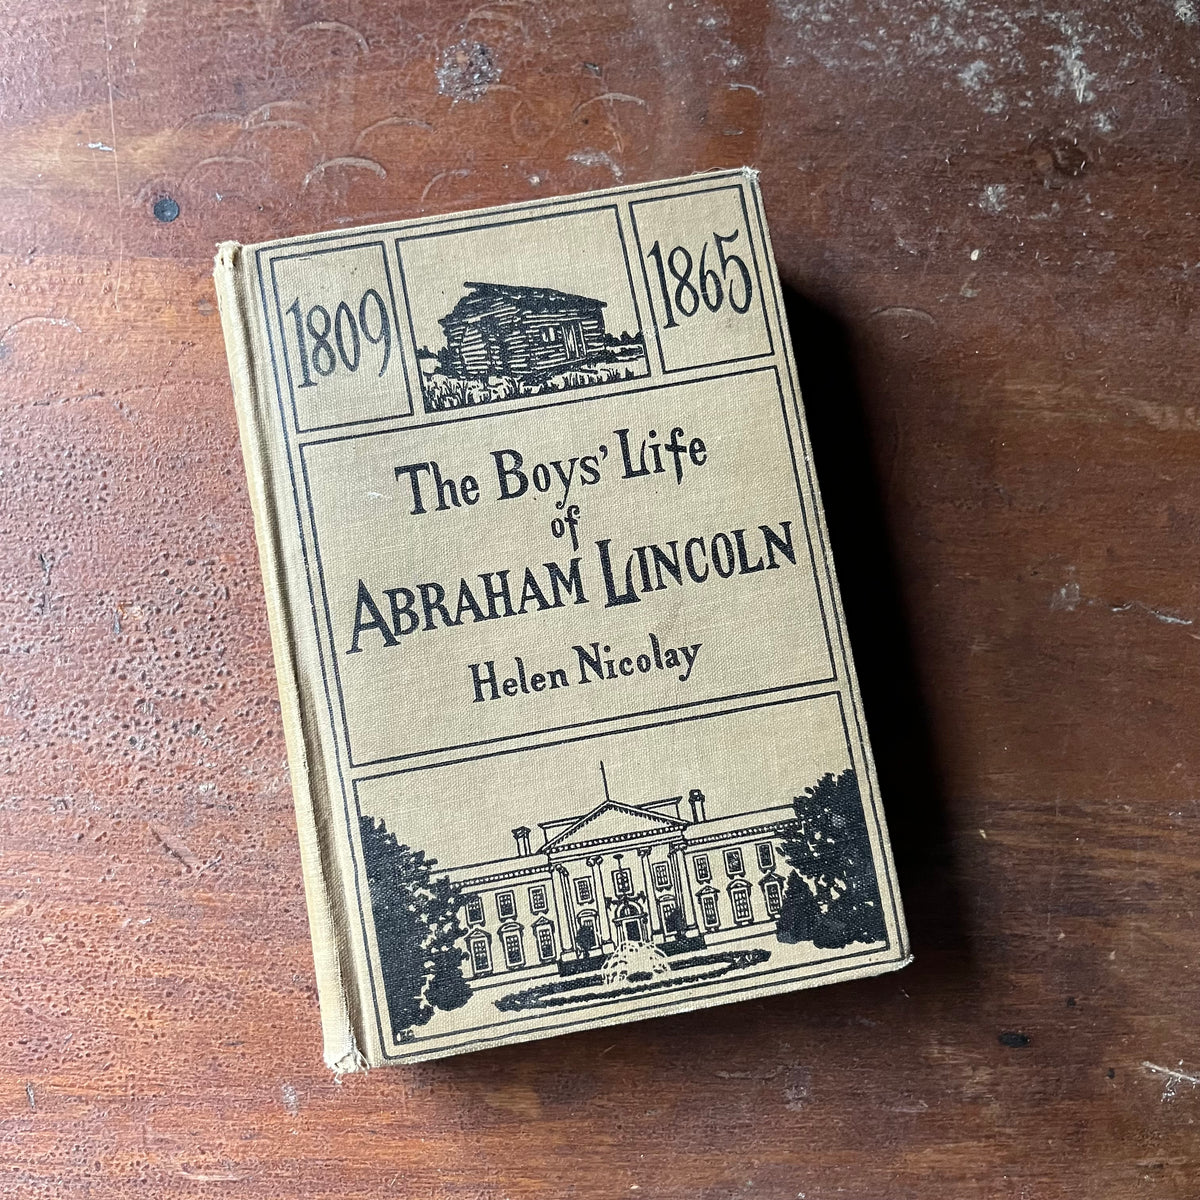 1809
1865
The Boys' Life
of
ABRAHAM LINCOLN
Helen Nicolay